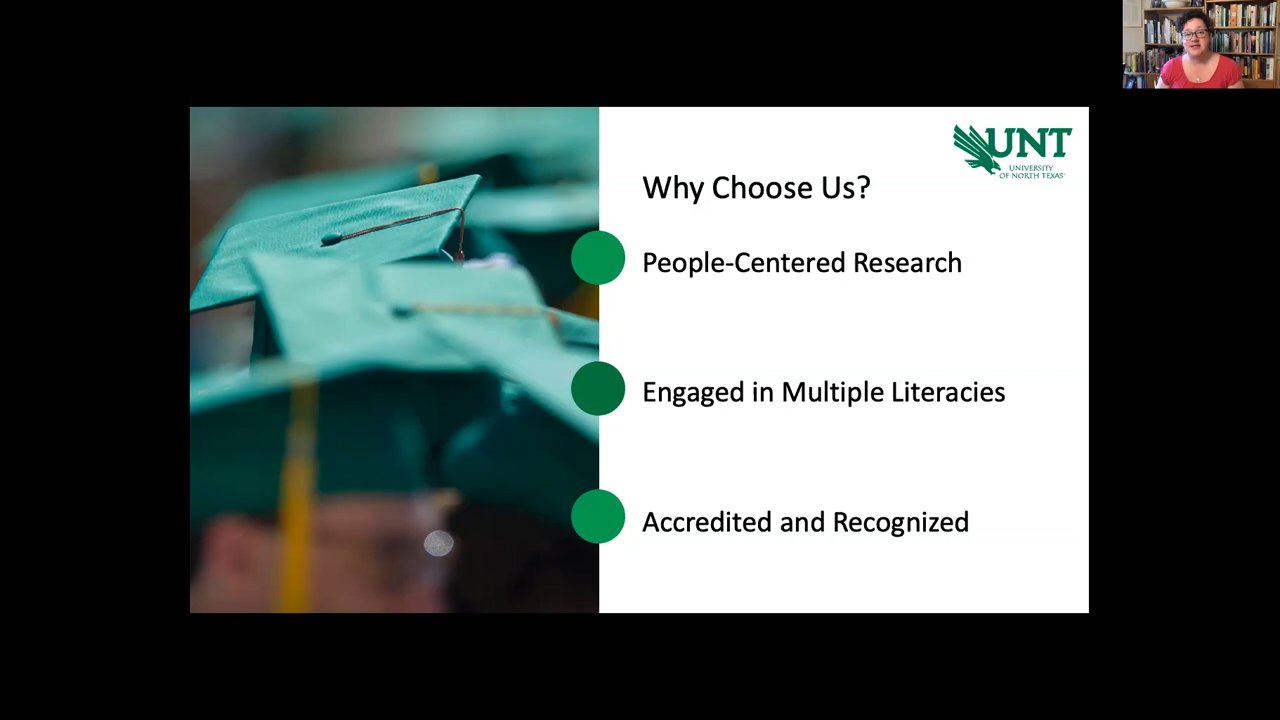 UNT
UNIVERSITY
OF NORTH TEXAS
Why Choose Us?
People-Centered Research
Engaged in Multiple Literacies
Accredited and Recognized